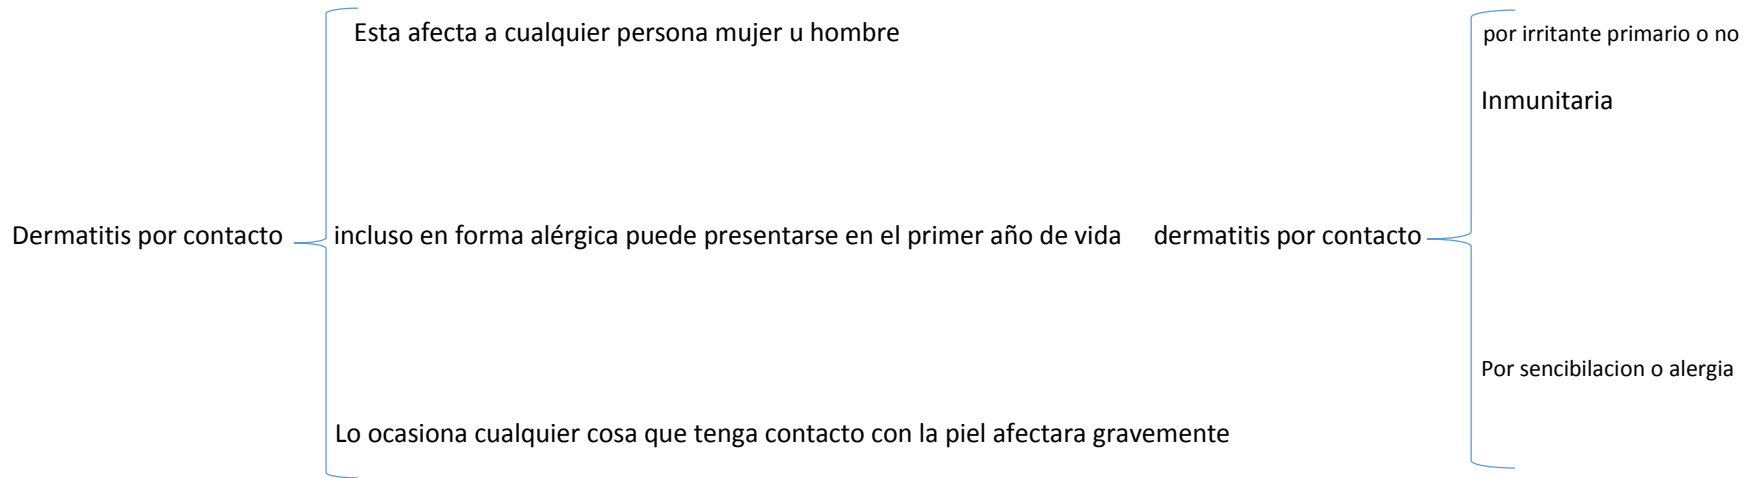 Esta afecta a cualquier persona mujer u hombre
por irritante primario o no
Inmunitaria
Dermatitis por contacto
incluso en forma alérgica puede presentarse en el primer año de vida
dermatitis por contacto
Por sencibilacion o alergia
Lo ocasiona cualquier cosa que tenga contacto con la piel afectara gravemente